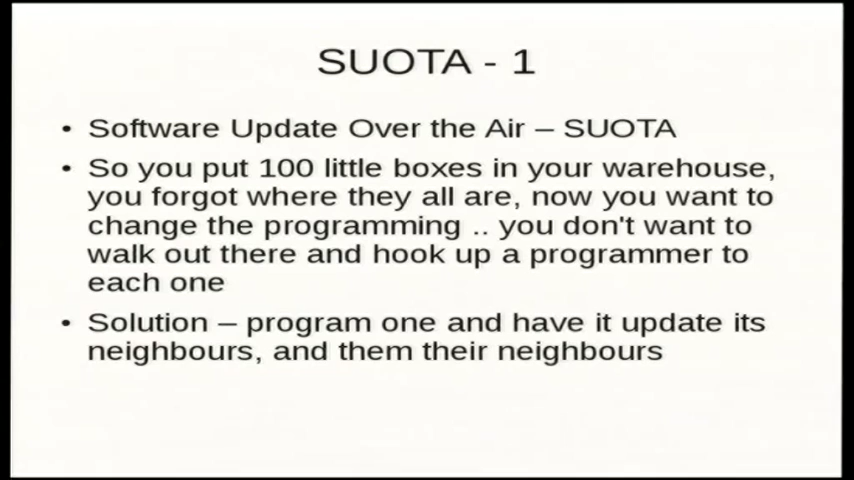 SUOTA - 1
• Software Update Over the Air – SUOTA
• So you put 100 little boxes in your warehouse,
you forgot where they all are, now you want to
change the programming .. you don't want to
walk out there and hook up a programmer to
each one
• Solution – program one and have it update its
neighbours, and them their neighbours